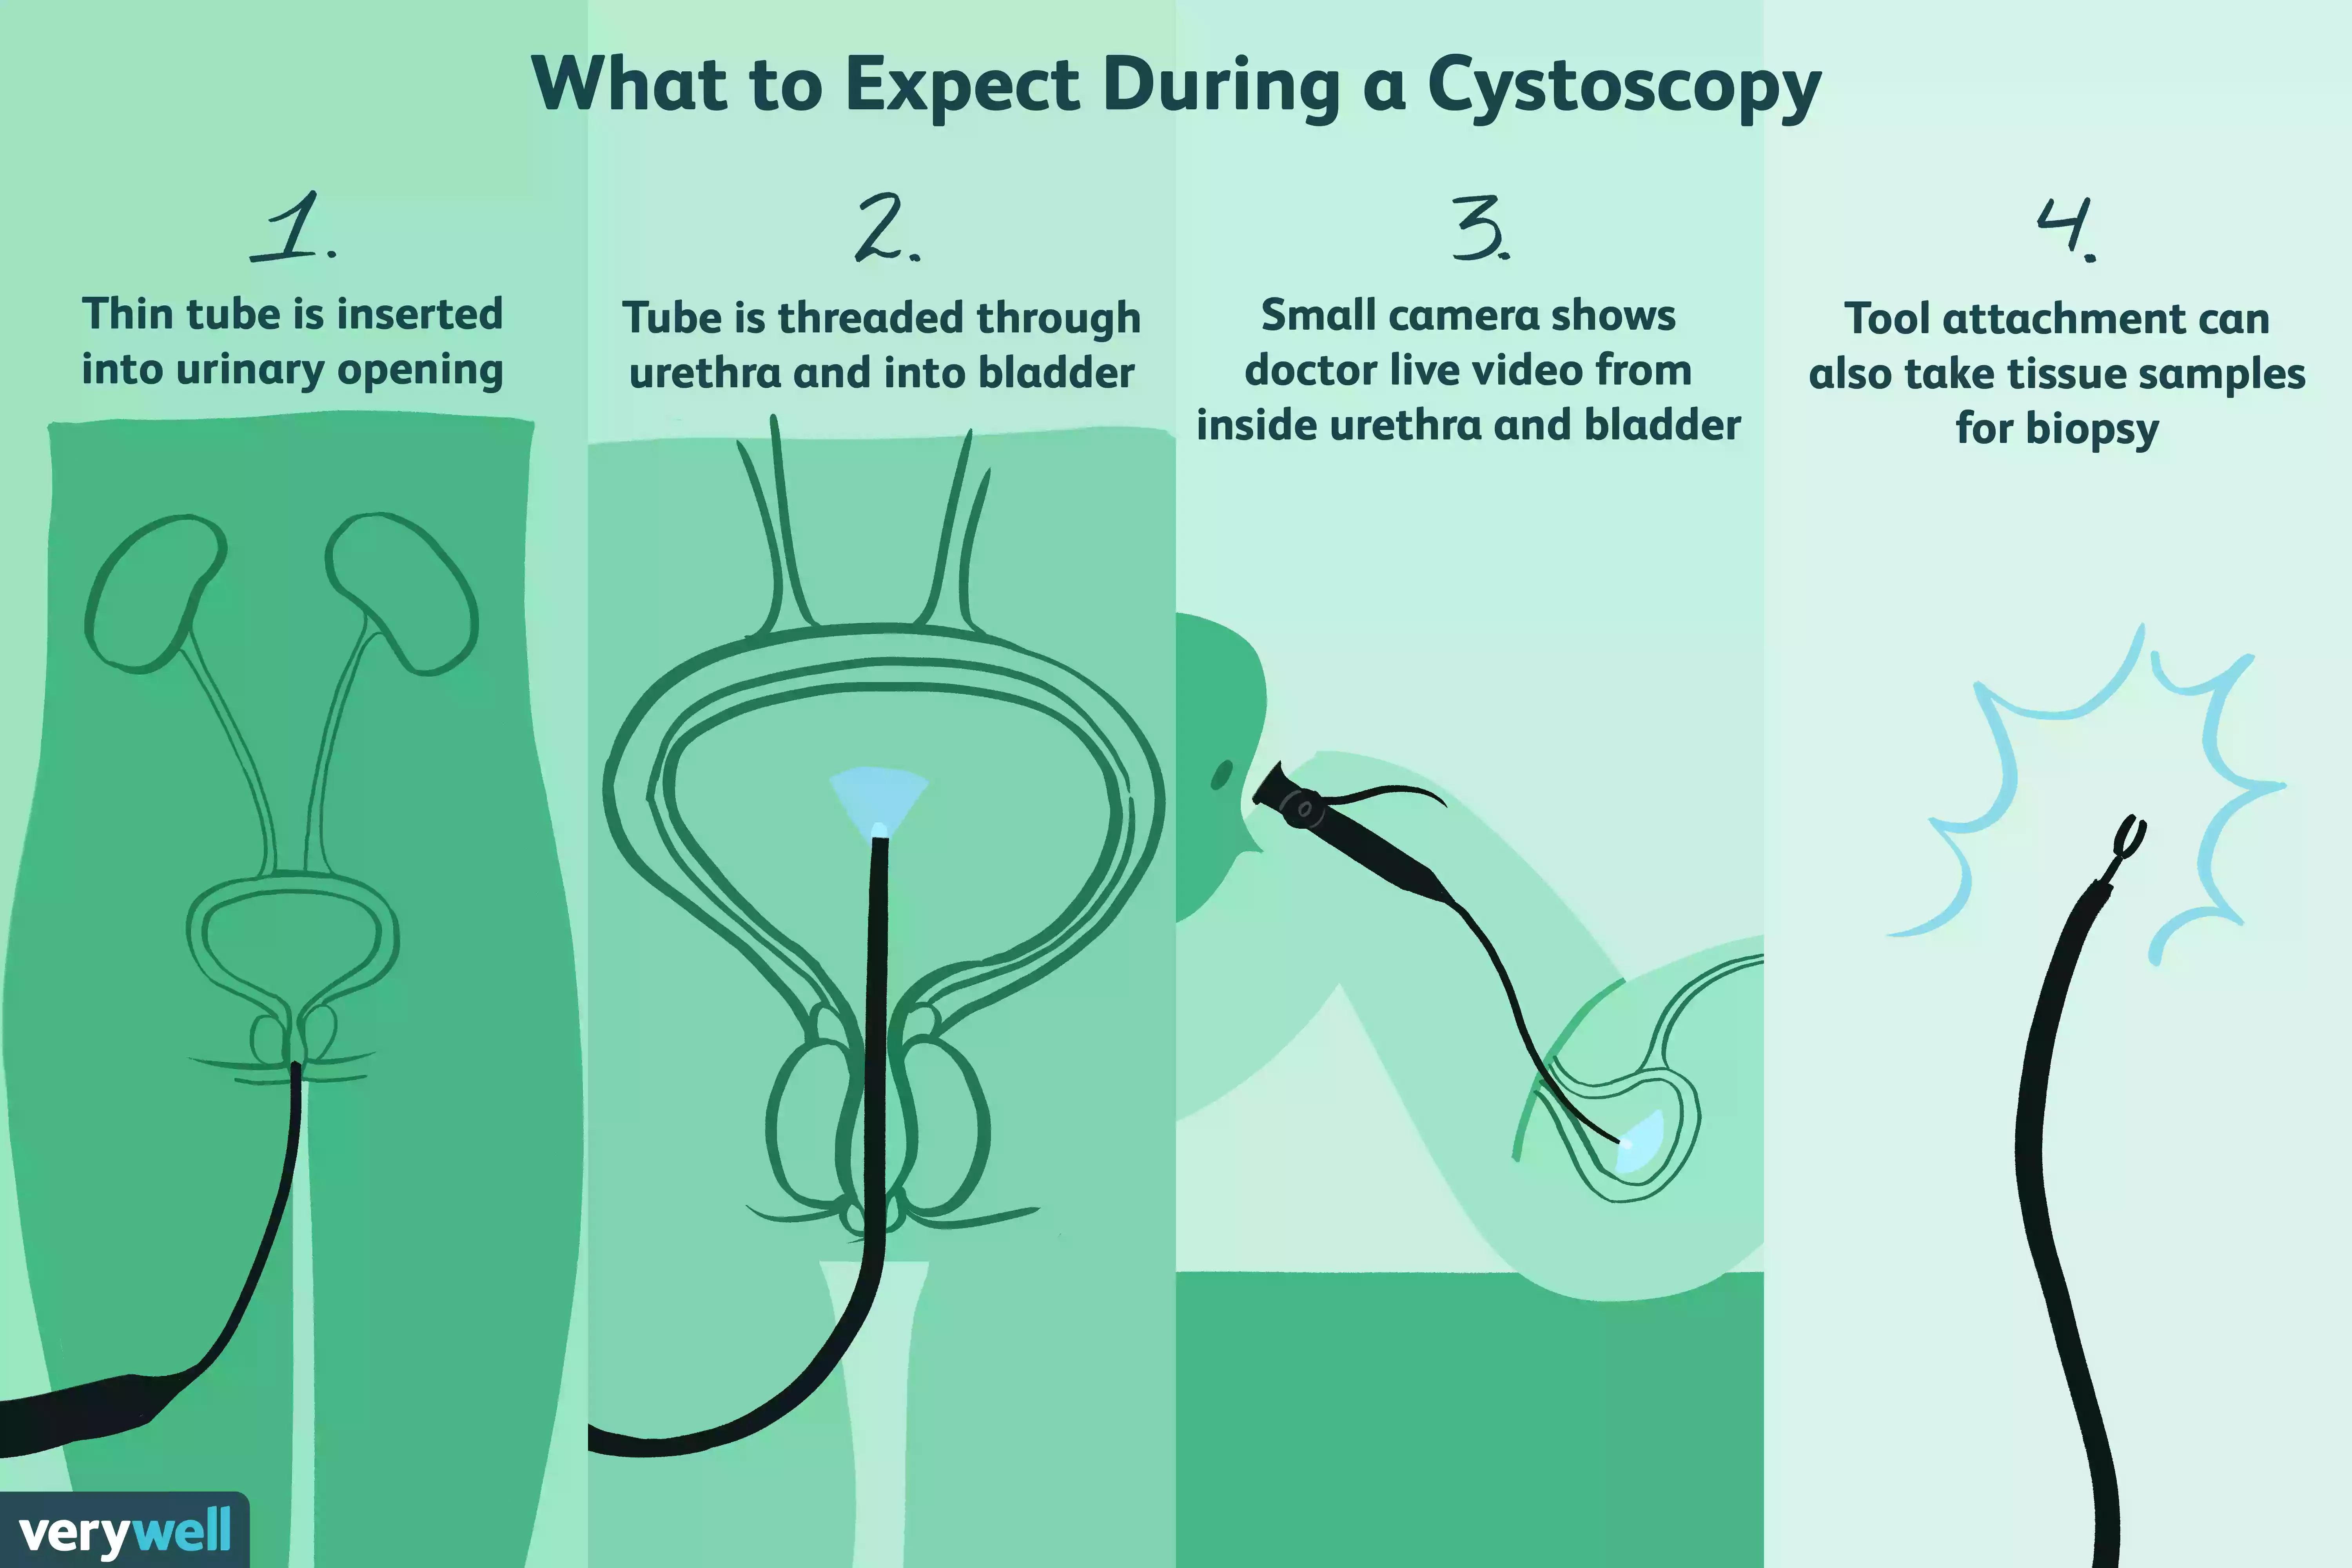 What to Expect During a Cystoscopy
1.
Thin tube is inserted
into urinary opening
2.
Tube is threaded through
urethra and into bladder
3.
Small camera shows
doctor live video from
inside urethra and bladder
4.
Tool attachment can
also take tissue samples
for biopsy
verywell